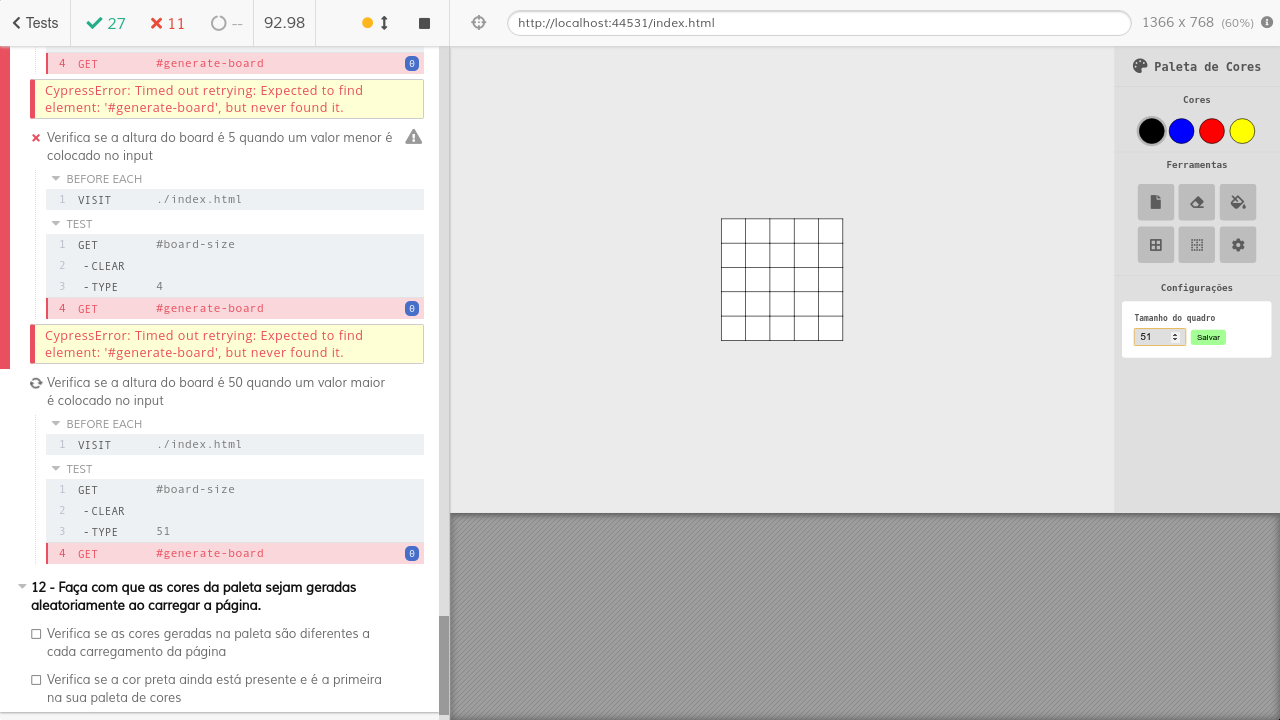 Tests
27
11
--
92.98
http://localhost:44531/index.html
1366 x 768 (60%)
4 GET #generate-board 0
CypressError: Timed out retrying: Expected to find
element: '#generate-board', but never found it.
Verifica se a altura do board é 5 quando um valor menor é
colocado no input
BEFORE EACH
1 VISIT ./index.html
TEST
1 GET #board-size
2 -CLEAR
3 -TYPE 4
4 GET #generate-board 0
CypressError: Timed out retrying: Expected to find
element: '#generate-board', but never found it.
Verifica se a altura do board é 50 quando um valor maior
é colocado no input
BEFORE EACH
1 VISIT ./index.html
TEST
1 GET #board-size
2 -CLEAR
3 -TYPE 51
4 GET #generate-board 0
12 - Faça com que as cores da paleta sejam geradas
aleatoriamente ao carregar a página.
Verifica se as cores geradas na paleta são diferentes a
cada carregamento da página
Verifica se a cor preta ainda está presente e é a primeira
na sua paleta de cores
Paleta de Cores
Cores
Ferramentas
Configurações
Tamanho do quadro
51 Salvar